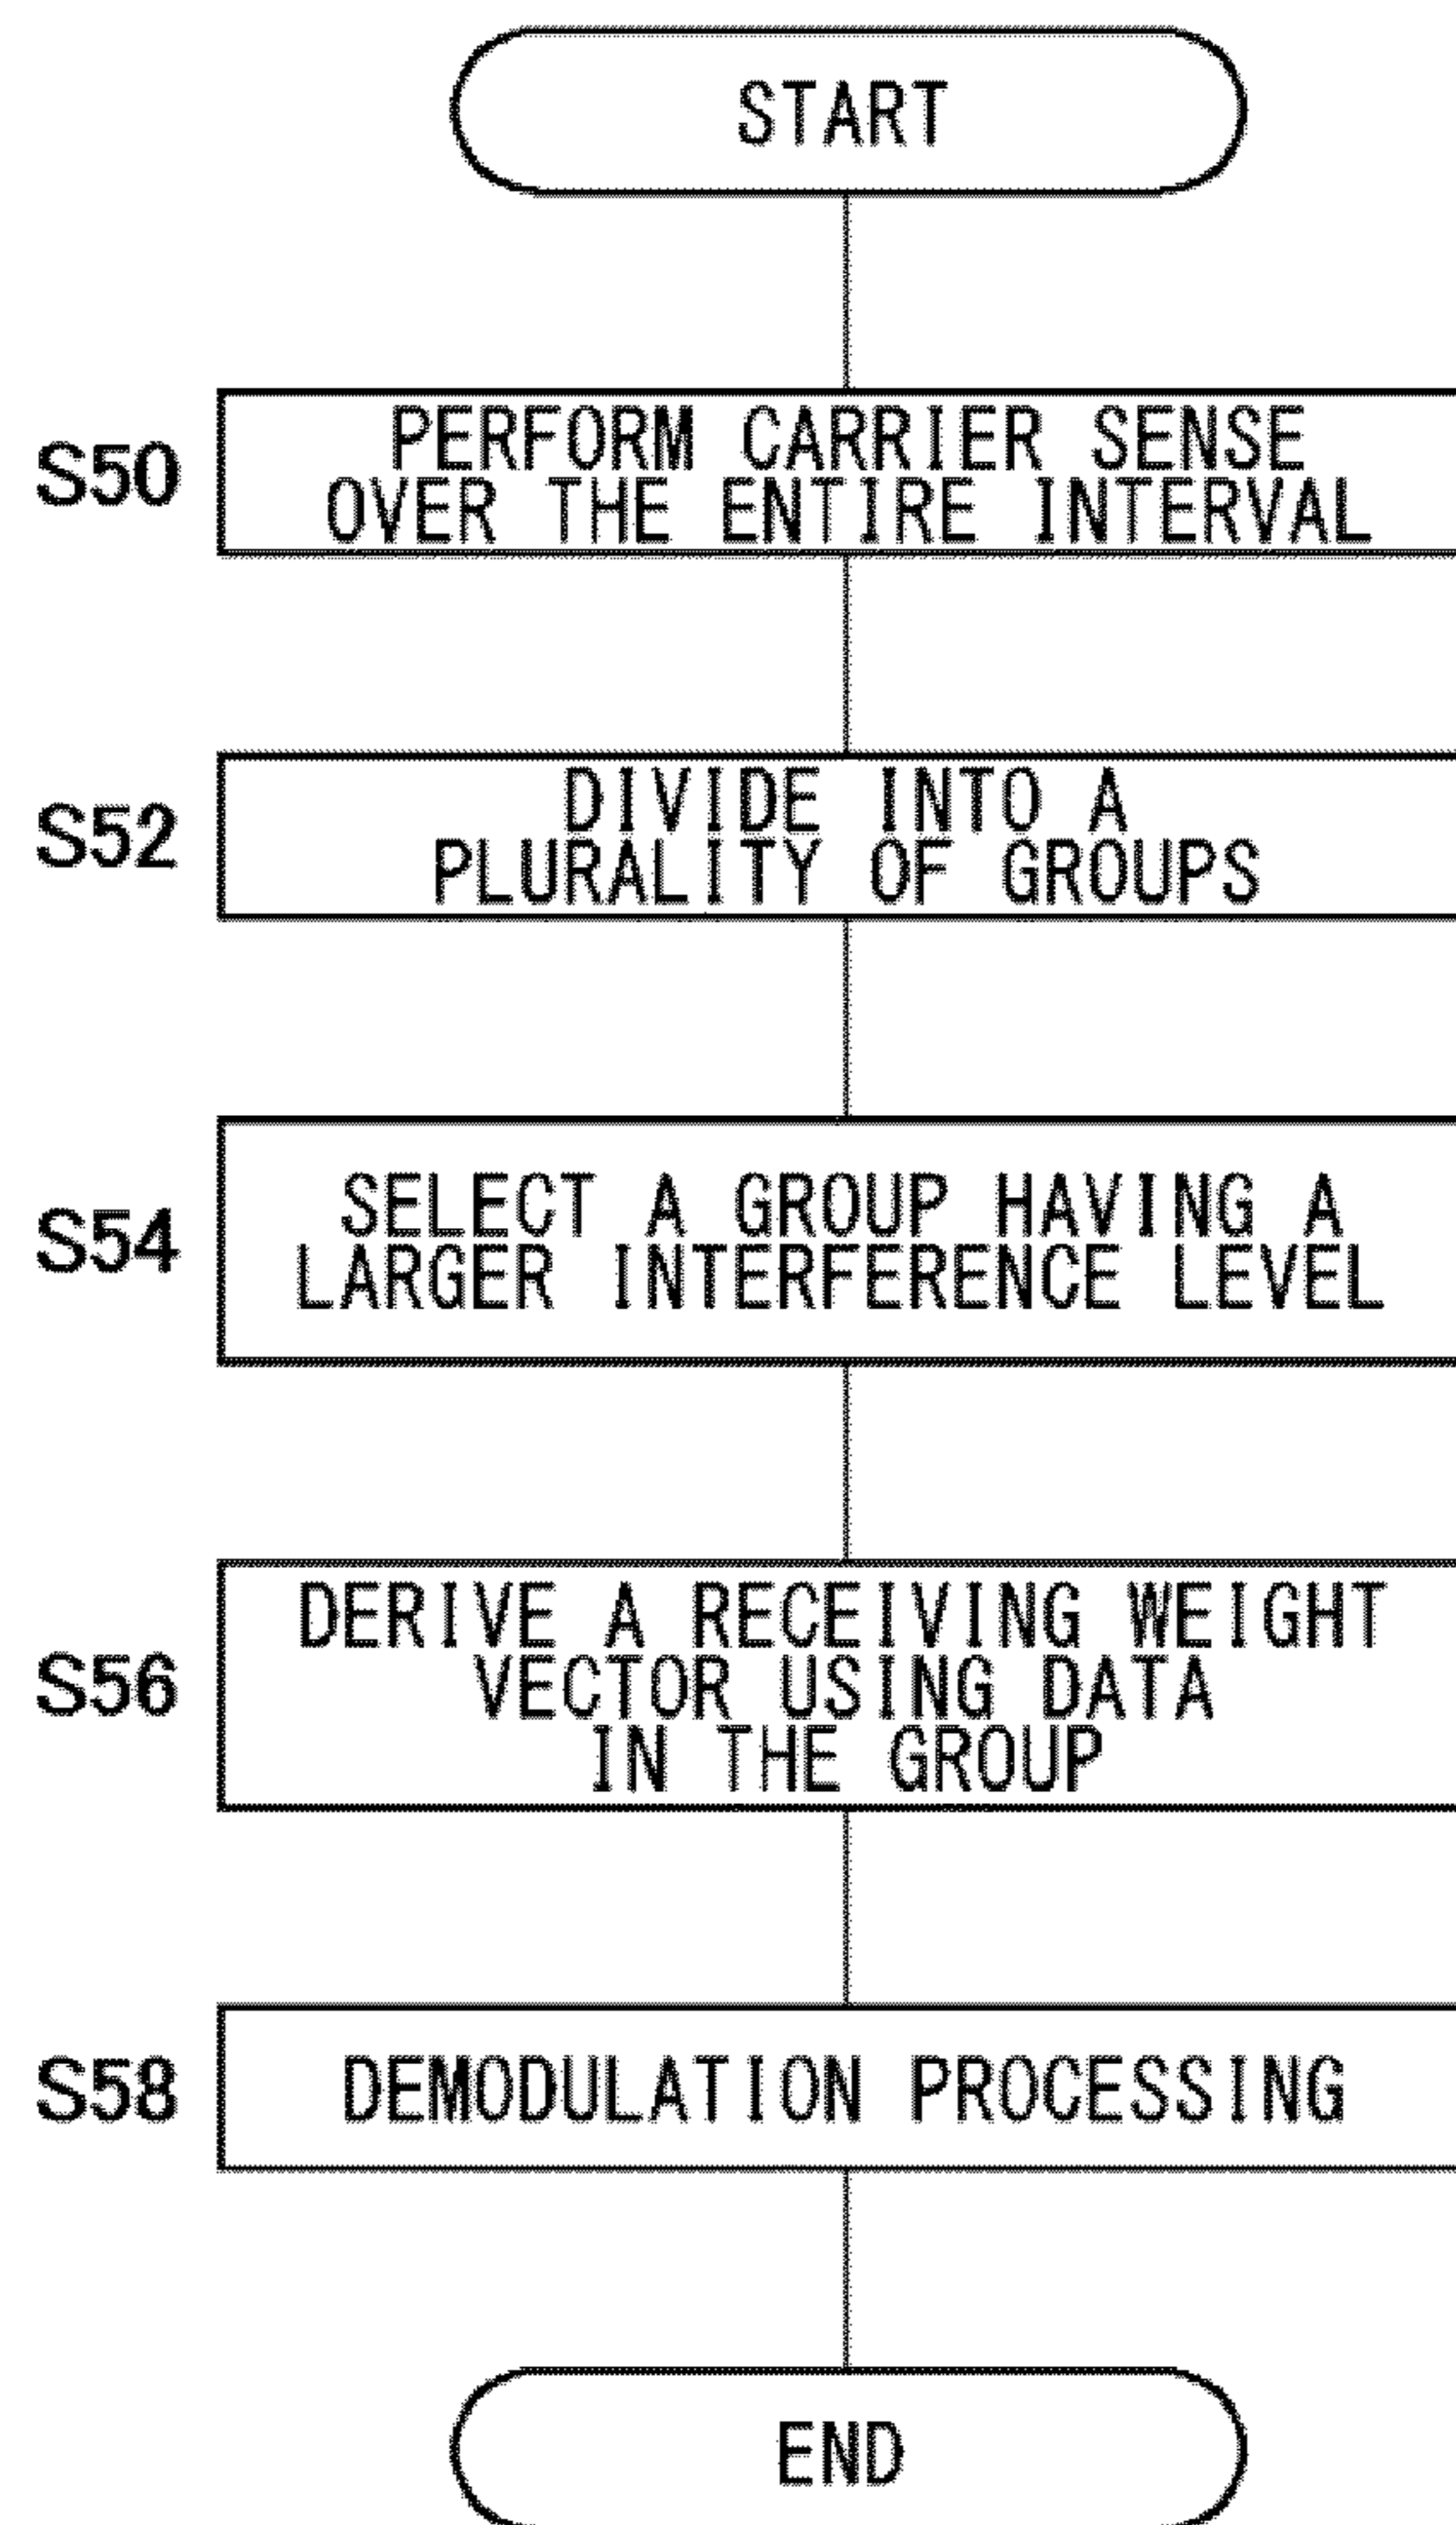 START
S50
PERFORM CARRIER SENSE
OVER THE ENTIRE INTERVAL
S52
DIVIDE INTO A
PLURALITY OF GROUPS
S54
SELECT A GROUP HAVING A
LARGER INTERFERENCE LEVEL
S56
DERIVE A RECEIVING WEIGHT
VECTOR USING DATA
IN THE GROUP
S58
DEMODULATION PROCESSING
END